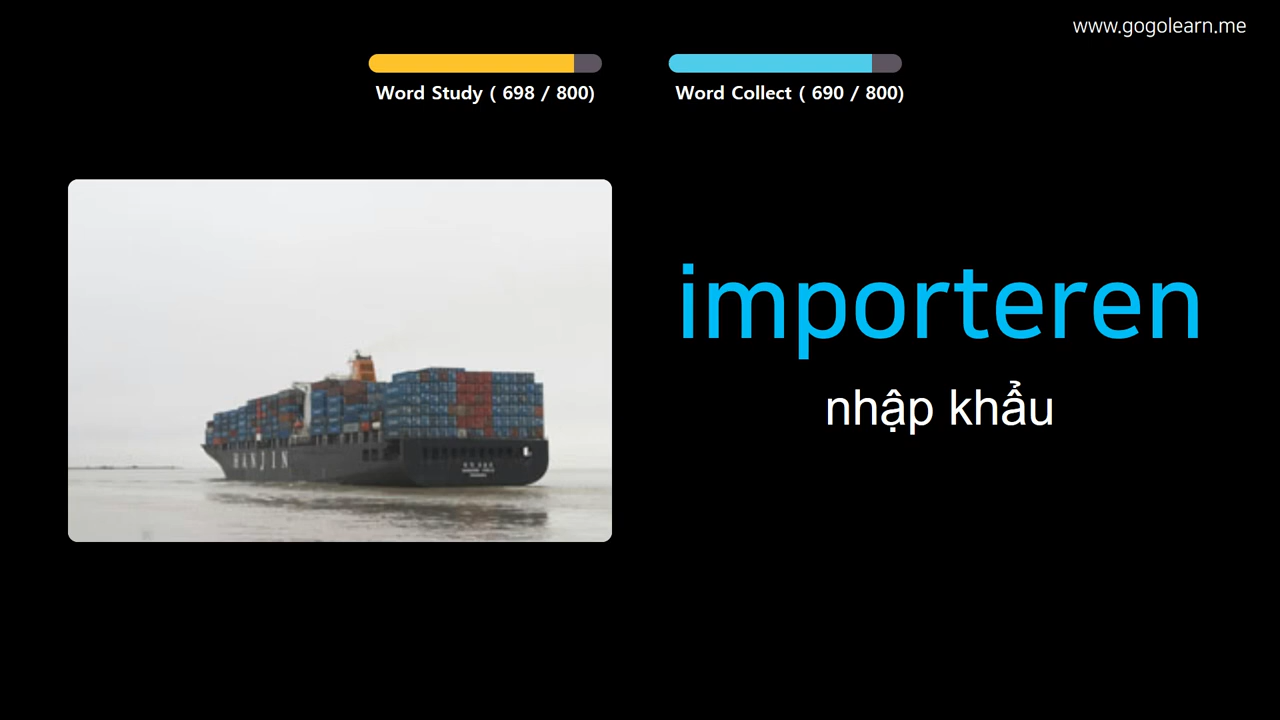 www.gogolearn.me
Word Study ( 698 / 800)
Word Collect ( 690 / 800)
importeren
nhập khẩu
HANJIN